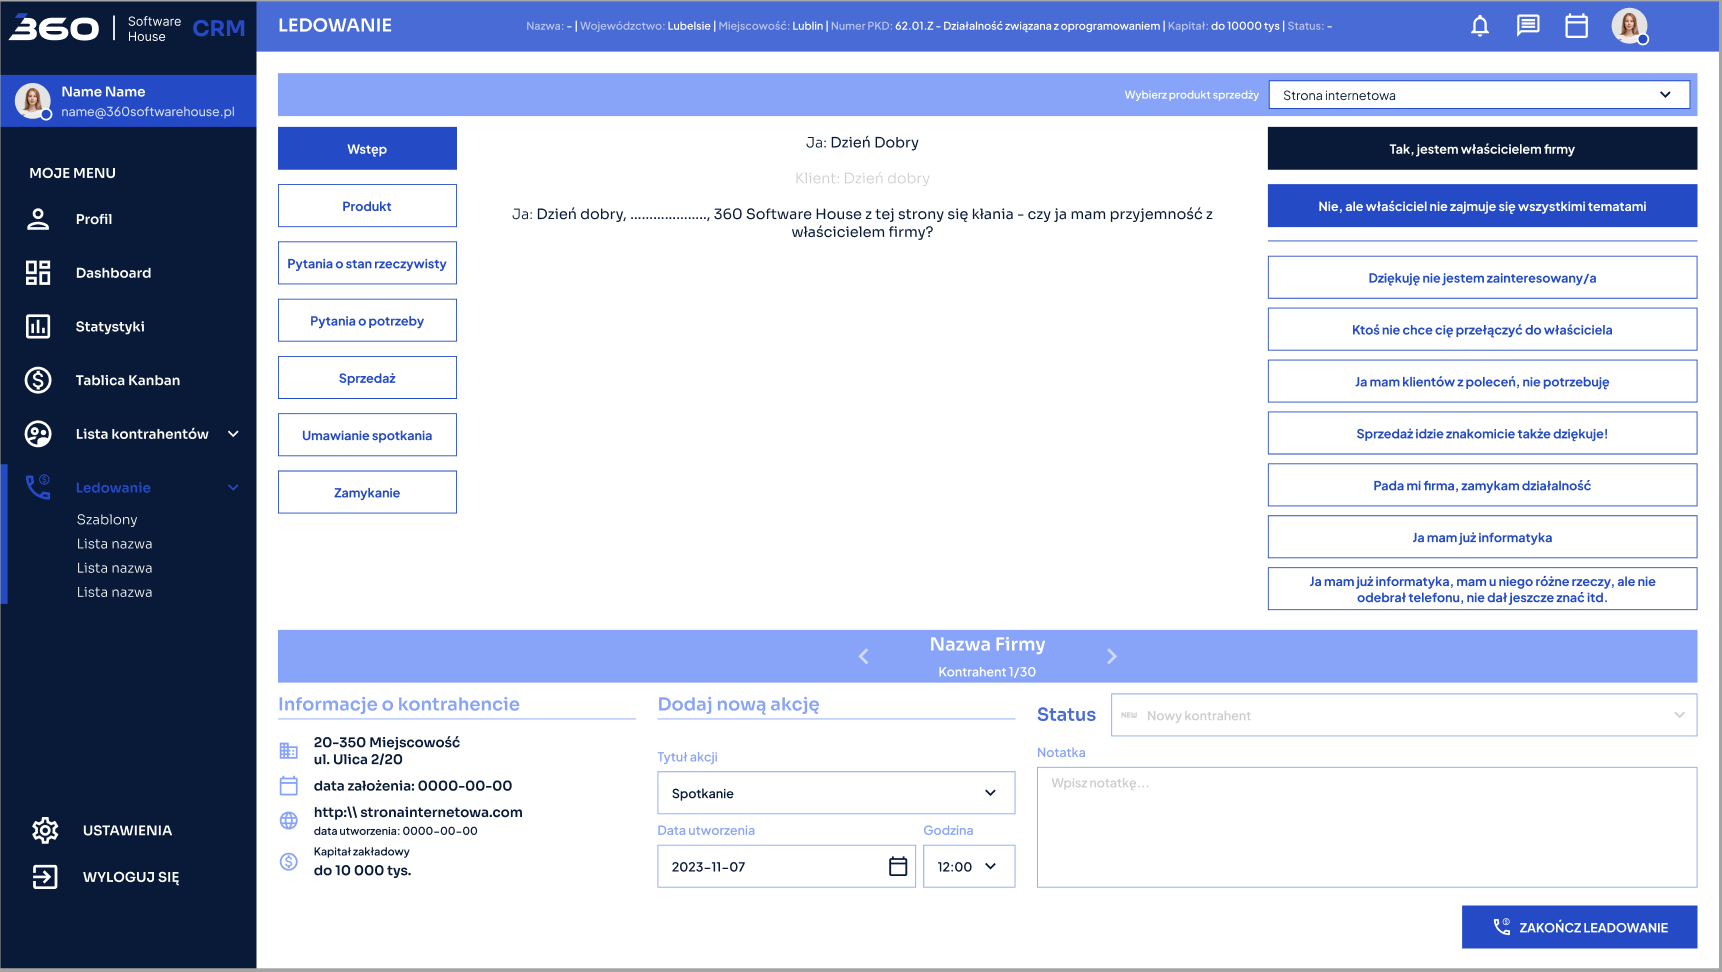 360 Software House CRM
Name Name
name@360softwarehouse.pl
MOJE MENU
Profil
Dashboard
Statystyki
Tablica Kanban
Lista kontrahentów
Ledowanie
Szablony
Lista nazwa
Lista nazwa
Lista nazwa
USTAWIENIA
WYLOGUJ SIĘ
LEDOWANIE
Nazwa: - | Województwo: Lubelsie | Miejscowość: Lublin | Numer PKD: 62.01.Z - Działalność związana z oprogramowaniem | Kapitał: do 10000 tys | Status: -
Wybierz produkt sprzedży
Strona internetowa
Wstęp
Produkt
Pytania o stan rzeczywisty
Pytania o potrzeby
Sprzedaż
Umawianie spotkania
Zamykanie
Ja: Dzień Dobry
Klient: Dzień dobry
Ja: Dzień dobry, ...................., 360 Software House z tej strony się kłania - czy ja mam przyjemność z
właścicielem firmy?
Tak, jestem właścicielem firmy
Nie, ale właściciel nie zajmuje się wszystkimi tematami
Dziękuję nie jestem zainteresowany/a
Ktoś nie chce cię przełączyć do właściciela
Ja mam klientów z poleceń, nie potrzebuję
Sprzedaż idzie znakomicie także dziękuje!
Pada mi firma, zamykam działalność
Ja mam już informatyka
Ja mam już informatyka, mam u niego różne rzeczy, ale nie
odebrał telefonu, nie dał jeszcze znać itd.
Nazwa Firmy
Kontrahent 1/30
Informacje o kontrahencie
20-350 Miejscowość
ul. Ulica 2/20
data założenia: 0000-00-00
http:\\ stronainternetowa.com
data utworzenia: 0000-00-00
Kapitał zakładowy
do 10 000 tys.
Dodaj nową akcję
Tytuł akcji
Spotkanie
Data utworzenia
Godzina
2023-11-07
12:00
Status
NEW Nowy kontrahent
Notatka
Wpisz notatkę...
ZAKOŃCZ LEADOWANIE